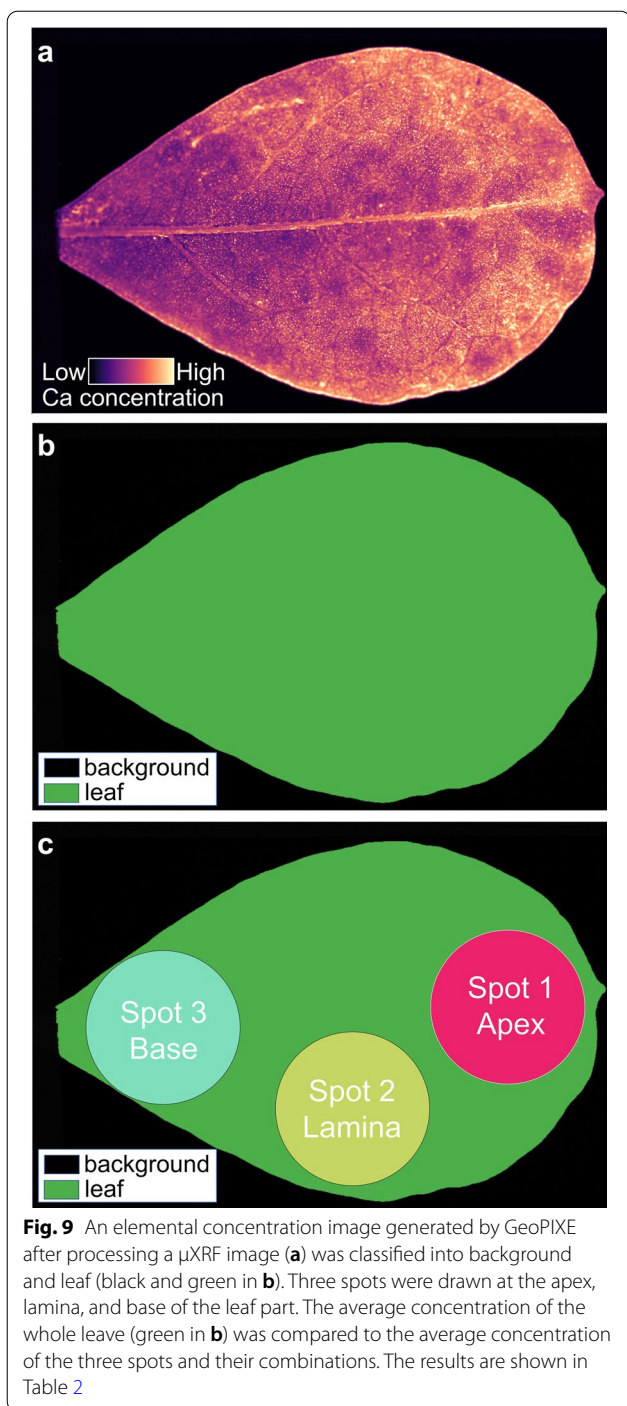 a
Low High
Ca concentration
b
background
leaf
c
Spot 1
Apex
Spot 3
Base
Spot 2
Lamina
background
leaf
Fig. 9 An elemental concentration image generated by GeoPIXE
after processing a µXRF image (a) was classified into background
and leaf (black and green in b). Three spots were drawn at the apex,
lamina, and base of the leaf part. The average concentration of the
whole leave (green in b) was compared to the average concentration
of the three spots and their combinations. The results are shown in
Table 2